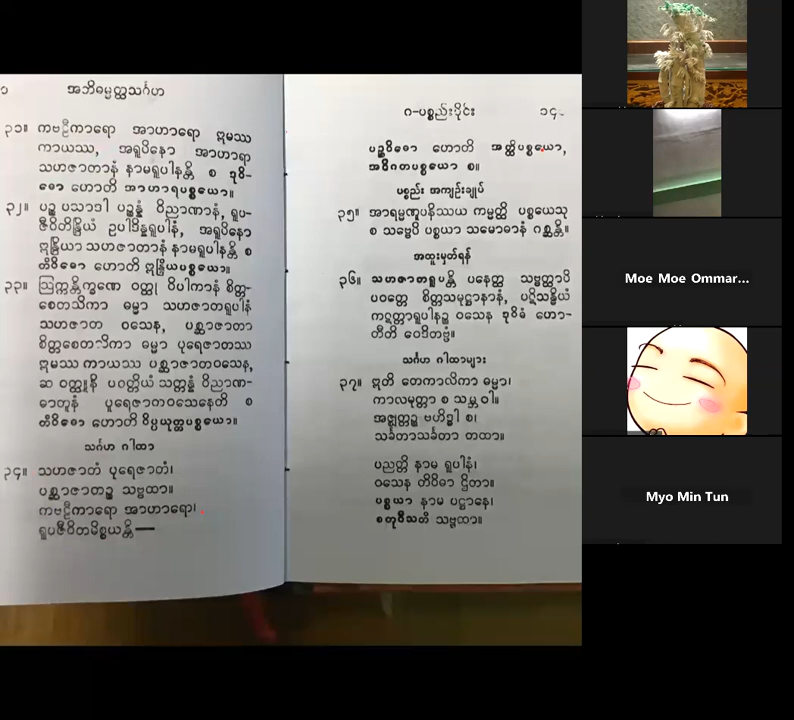 အဘိဓမ္မတ္ထသင်္ဂဟ
၃၁။ ကဗဠီကာရော အာဟာရော ဣမဿ
ကာယဿ, အရူပိနော အာဟာရာ
သဟဇာတာနံ နာမရူပါနန္တိ စ ဒုဝိ–
ဓော ဟောတိ အာဟာရပစ္စယော။
၃၂။ ပဉ္စ ပသာဒါ ပဉ္စန္နံ ဝိညာဏာနံ, ရူပ–
ဇီဝိတိန္ဒြိယံ ဥပါဒိန္နရူပါနံ, အရူပိနော
ဣန္ဒြိယာ သဟဇာတာနံ နာမရူပါနန္တိ စ
တိဝိဓော ဟောတိ ဣန္ဒြိယပစ္စယော။
၃၃။ ဩက္ကန္တိက္ခဏေ ဝတ္ထု ဝိပါကာနံ စိတ္တ–
စေတသိကာ ဓမ္မာ သဟဇာတရူပါနံ
သဟဇာတ ဝသေန, ပစ္ဆာဇာတာ
စိတ္တစေတသိကာ ဓမ္မာ ပုရေဇာတဿ
ဣမဿ ကာယဿ ပစ္ဆာဇာတဝသေန,
ဆ ဝတ္ထူနိ ပဝတ္တိယံ သတ္တန္နံ ဝိညာဏ–
ဓာတူနံ ပုရေဇာတဝသေနေတိ စ
တိဝိဓော ဟောတိ ဝိပ္ပယုတ္တပစ္စယော။
သင်္ဂဟ ဂါထာ
၃၄။ သဟဇာတံ ပုရေဇာတံ၊
ပစ္ဆာဇာတဉ္စ သဗ္ဗထာ။
ကဗဠီကာရော အာဟာရော၊
ရူပဇီဝိတမိစ္စယန္တိ—
ဂ–ပစ္စည်းပိုင်း
ပဉ္စဝိဓော ဟောတိ အတ္ထိပစ္စယော,
အဝိဂတပစ္စယော စ။
ပစ္စည်း အကျဉ်းချုပ်
၃၅။ အာရမ္မဏူပနိဿယ ကမ္မတ္ထိ ပစ္စယေသု
စ သဗ္ဗေပိ ပစ္စယာ သမောဓာနံ ဂစ္ဆန္တိ။
အထူးမှတ်ရန်
၃၆။ သဟဇာတရူပန္တိ ပနေတ္ထ သဗ္ဗတ္ထာပိ
ပဝတ္တေ စိတ္တသမုဋ္ဌာနာနံ, ပဋိသန္ဓိယံ
ကဋတ္တာရူပါနဉ္စ ဝသေန ဒုဝိဓံ ဟော–
တီတိ ဝေဒိတဗ္ဗံ။
သင်္ဂဟ ဂါထာများ
၃၇။ ဣတိ တေကာလိကာ ဓမ္မာ၊
ကာလမုတ္တာ စ သမ္ဘဝါ။
အဇ္ဈတ္တဉ္စ ဗဟိဒ္ဓါ စ၊
သင်္ခတာသင်္ခတာ တထာ။
ပညတ္တိ နာမ ရူပါနံ၊
ဝသေန တိဝိဓာ ဌိတာ။
ပစ္စယာ နာမ ပဋ္ဌာနေ၊
စတုဝီသတိ သဗ္ဗထာ။
Moe Moe Ommar...
Myo Min Tun